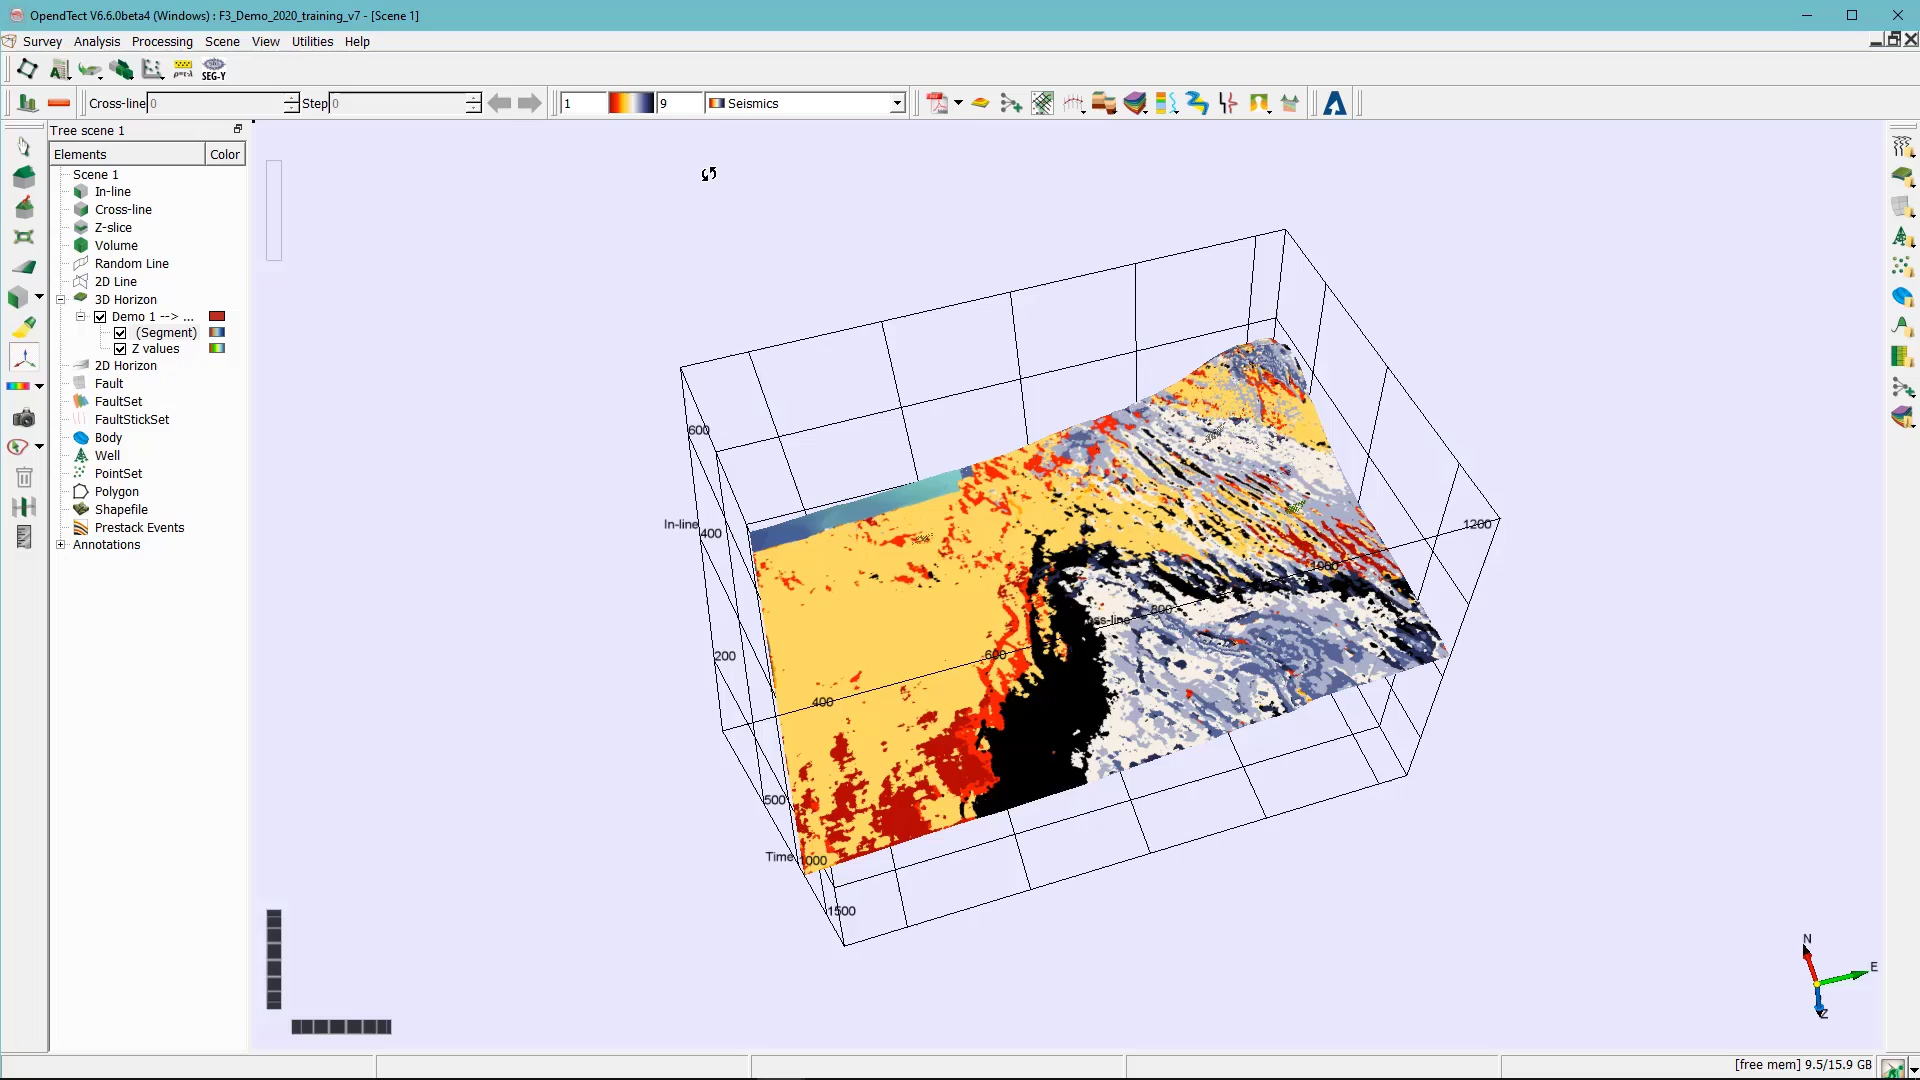 OpendTect V6.6.0beta4 (Windows) : F3_Demo_2020_training_v7 - [Scene 1]
Survey Analysis Processing Scene View Utilities Help
SEG-Y
Cross-line 0 Step 0 1 9 Seismics
Tree scene 1
Elements Color
Scene 1
In-line
Cross-line
Z-slice
Volume
Random Line
2D Line
3D Horizon
Demo 1 --> ...
(Segment)
Z values
2D Horizon
Fault
FaultSet
FaultStickSet
Body
Well
PointSet
Polygon
Shapefile
Prestack Events
Annotations
600
In-line
400
200
500
Time
1000
1500
400
600
800
1000
1200
N
E
Z
[free mem] 9.5/15.9 GB